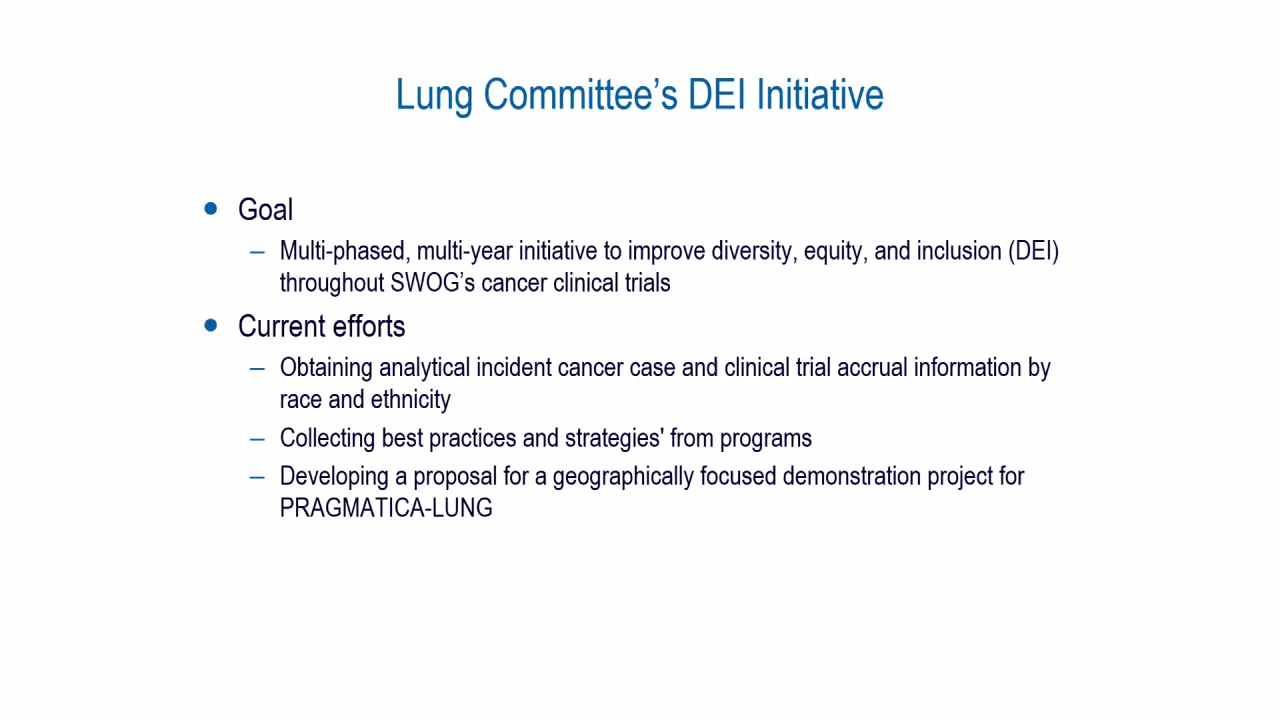 Lung Committee’s DEI Initiative
• Goal
– Multi-phased, multi-year initiative to improve diversity, equity, and inclusion (DEI)
throughout SWOG’s cancer clinical trials
• Current efforts
– Obtaining analytical incident cancer case and clinical trial accrual information by
race and ethnicity
– Collecting best practices and strategies' from programs
– Developing a proposal for a geographically focused demonstration project for
PRAGMATICA-LUNG